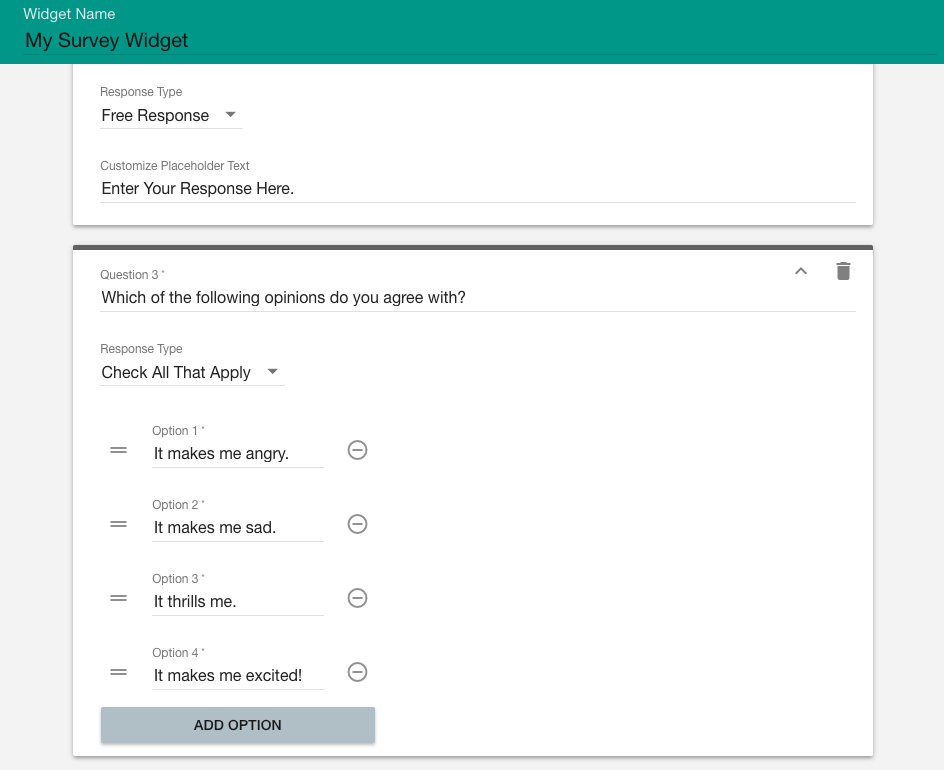 Widget Name
My Survey Widget
Response Type
Free Response
Customize Placeholder Text
Enter Your Response Here.
Question 3 *
Which of the following opinions do you agree with?
Response Type
Check All That Apply
Option 1 *
It makes me angry.
Option 2 *
It makes me sad.
Option 3 *
It thrills me.
Option 4 *
It makes me excited!
ADD OPTION